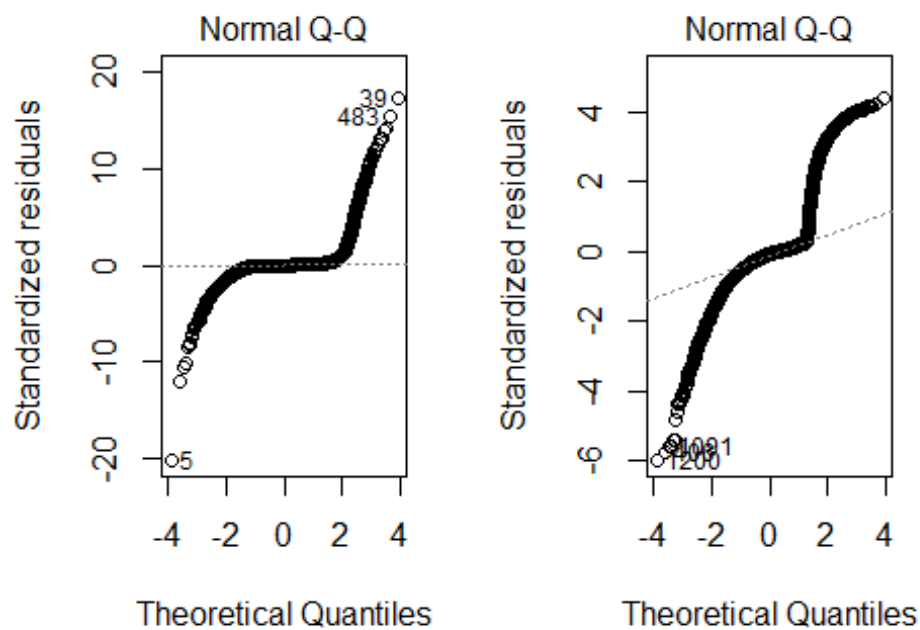 Normal Q-Q
Standardized residuals
20
10
0
-10
-20
39
483
5
-4 -2 0 2 4
Theoretical Quantiles
Normal Q-Q
Standardized residuals
4
2
0
-2
-4
-6
1200
-4 -2 0 2 4
Theoretical Quantiles